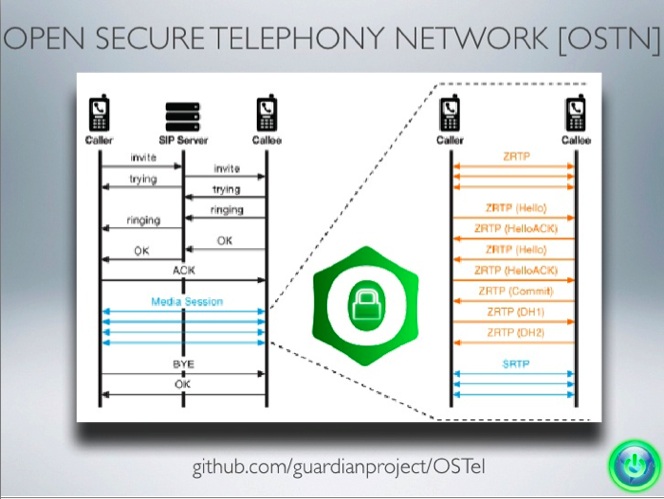 OPEN SECURE TELEPHONY NETWORK [OSTN]
Caller SIP Server Callee
invite
invite
trying
trying
ringing
ringing
OK
OK
ACK
Media Session
BYE
OK
Caller Callee
ZRTP
ZRTP (Hello)
ZRTP (HelloACK)
ZRTP (Hello)
ZRTP (HelloACK)
ZRTP (Commit)
ZRTP (DH1)
ZRTP (DH2)
SRTP
github.com/guardianproject/OSTel